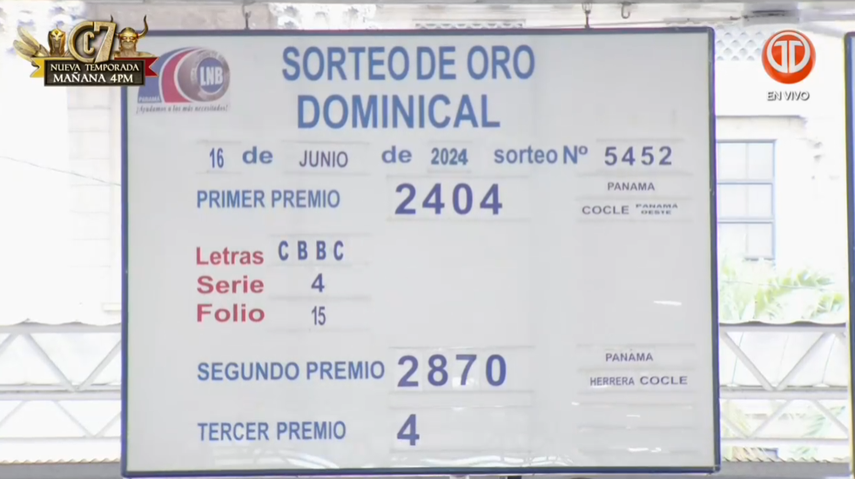 C7
NUEVA TEMPORADA
MAÑANA 4PM
LNB
PANAMÁ
¡Ayudamos a los más necesitados!
EN VIVO
SORTEO DE ORO
DOMINICAL
16 de JUNIO de 2024 sorteo Nº 5452
PRIMER PREMIO 2404 PANAMA
COCLE PANAMA OESTE
Letras C B B C
Serie 4
Folio 15
SEGUNDO PREMIO 2870 PANAMA
HERRERA COCLE
TERCER PREMIO 4